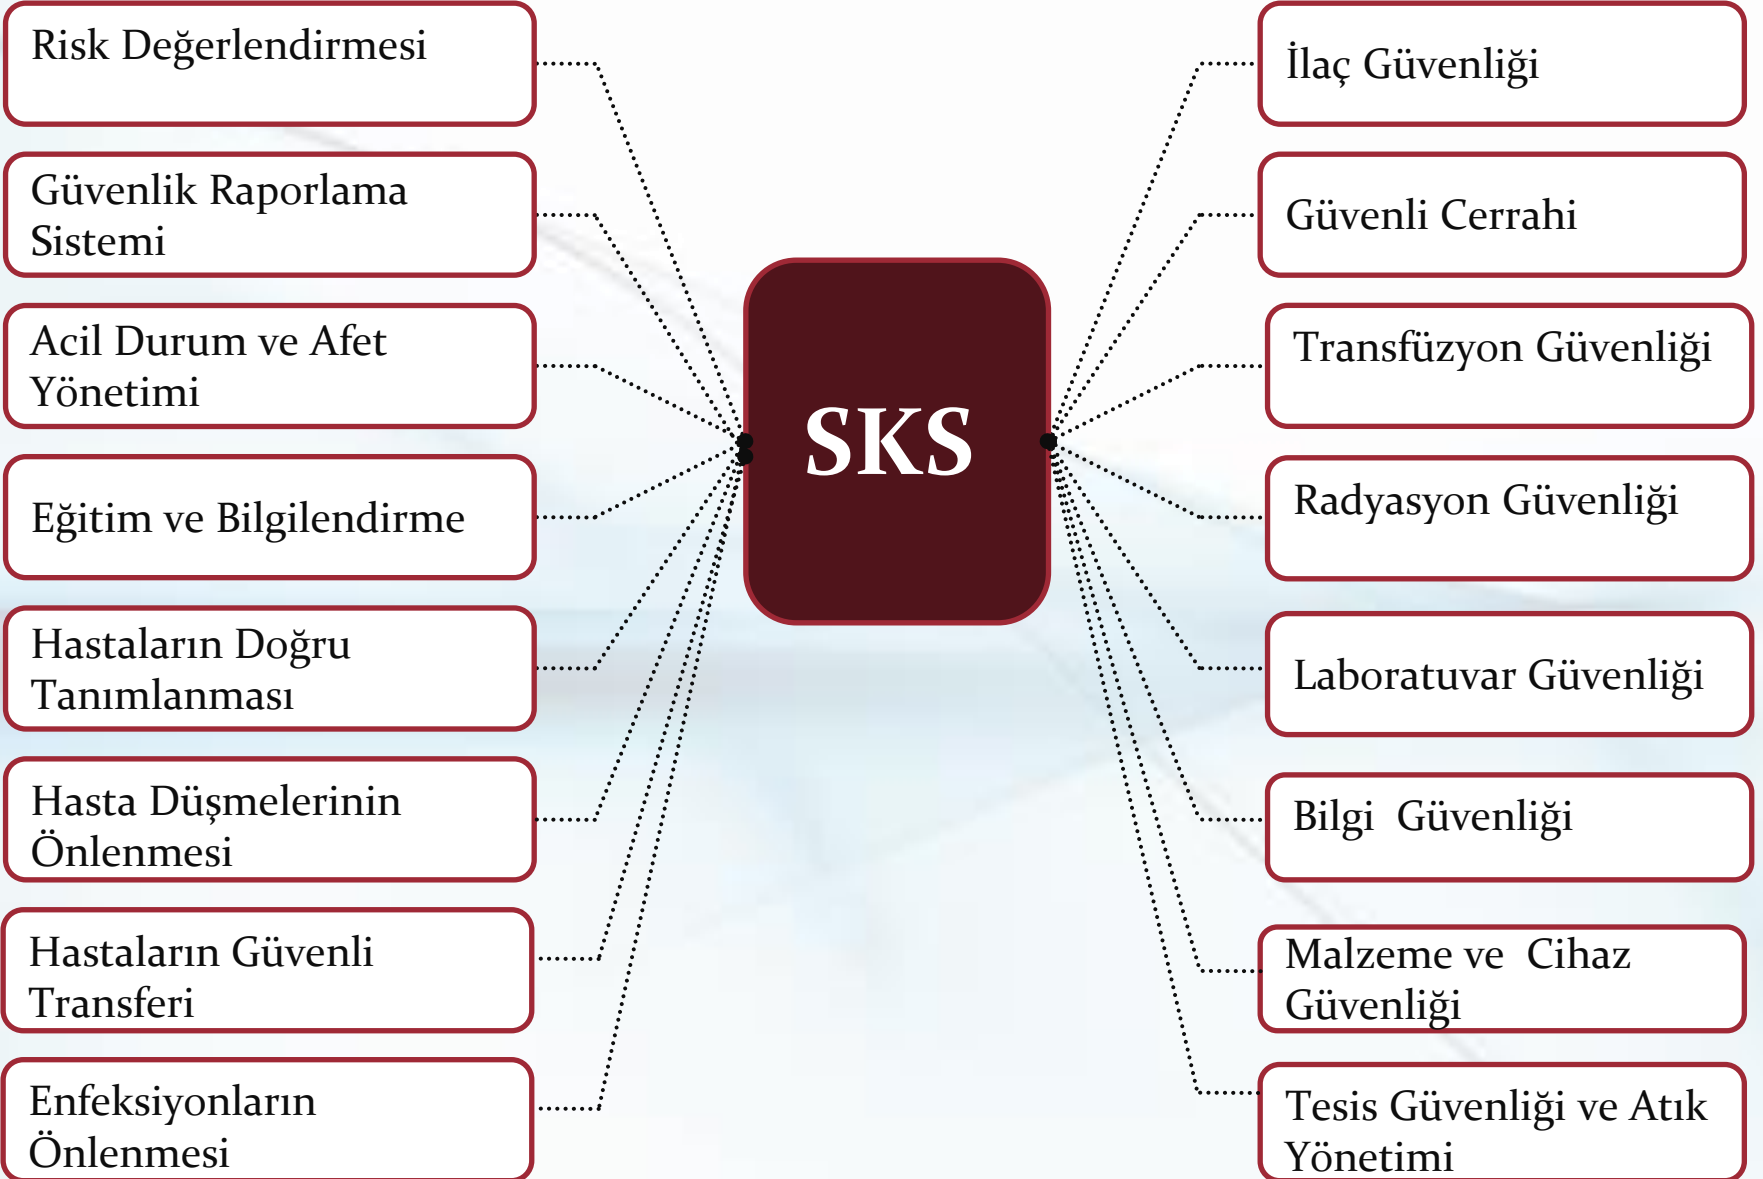 Risk Değerlendirmesi
Güvenlik Raporlama
Sistemi
Acil Durum ve Afet
Yönetimi
Eğitim ve Bilgilendirme
Hastaların Doğru
Tanımlanması
Hasta Düşmelerinin
Önlenmesi
Hastaların Güvenli
Transferi
Enfeksiyonların
Önlenmesi
SKS
İlaç Güvenliği
Güvenli Cerrahi
Transfüzyon Güvenliği
Radyasyon Güvenliği
Laboratuvar Güvenliği
Bilgi  Güvenliği
Malzeme ve  Cihaz
Güvenliği
Tesis Güvenliği ve Atık
Yönetimi